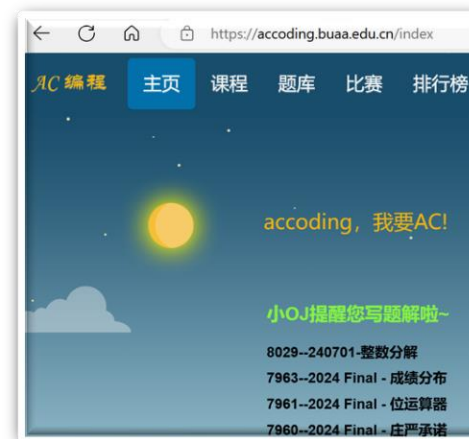 https://accoding.buaa.edu.cn/index
AC 编程 主页 课程 题库 比赛 排行榜
accoding，我要AC!
小OJ提醒您写题解啦~
8029--240701-整数分解
7963--2024 Final - 成绩分布
7961--2024 Final - 位运算器
7960--2024 Final - 庄严承诺